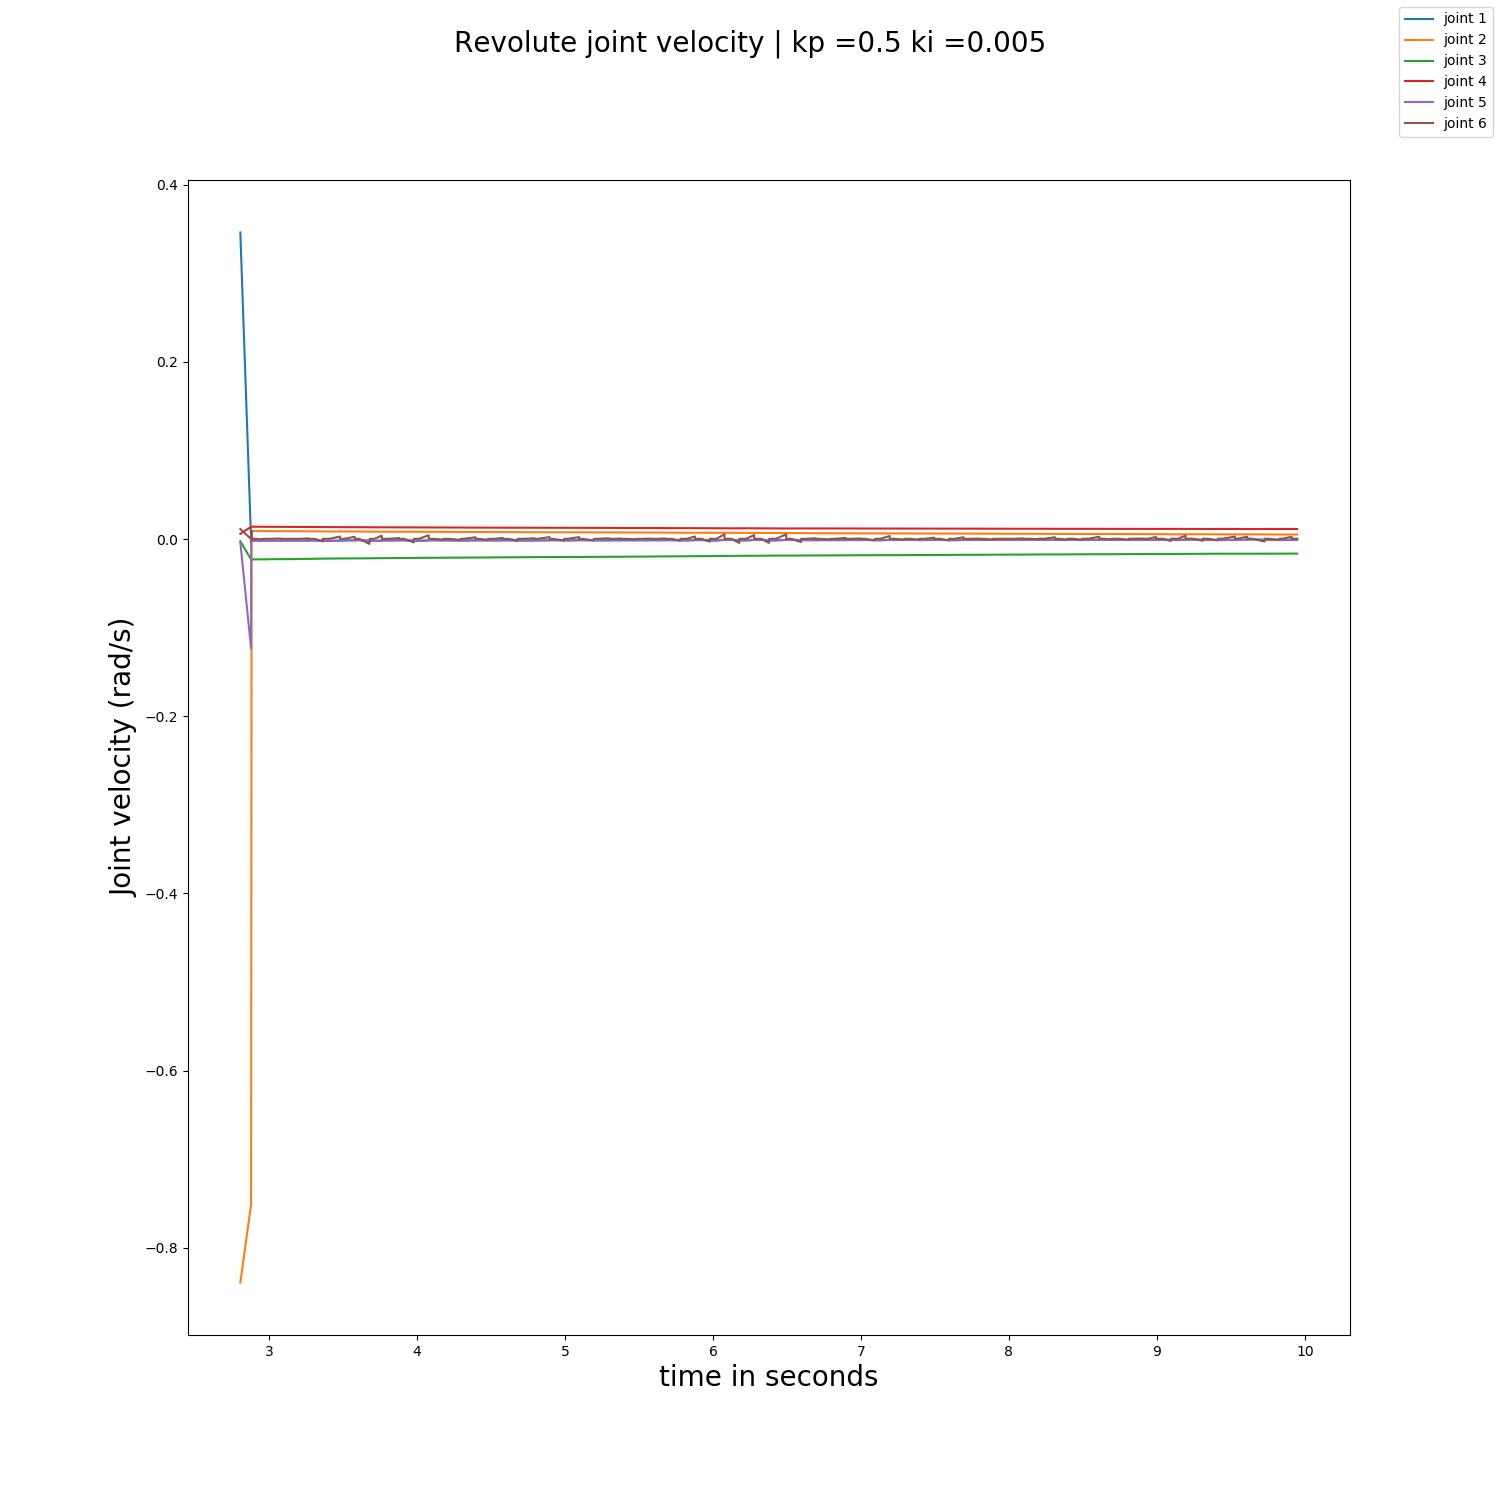 Revolute joint velocity | kp =0.5 ki =0.005
joint 1
joint 2
joint 3
joint 4
joint 5
joint 6
0.4
0.2
0.0
−0.2
−0.4
−0.6
−0.8
Joint velocity (rad/s)
3 4 5 6 7 8 9 10
time in seconds